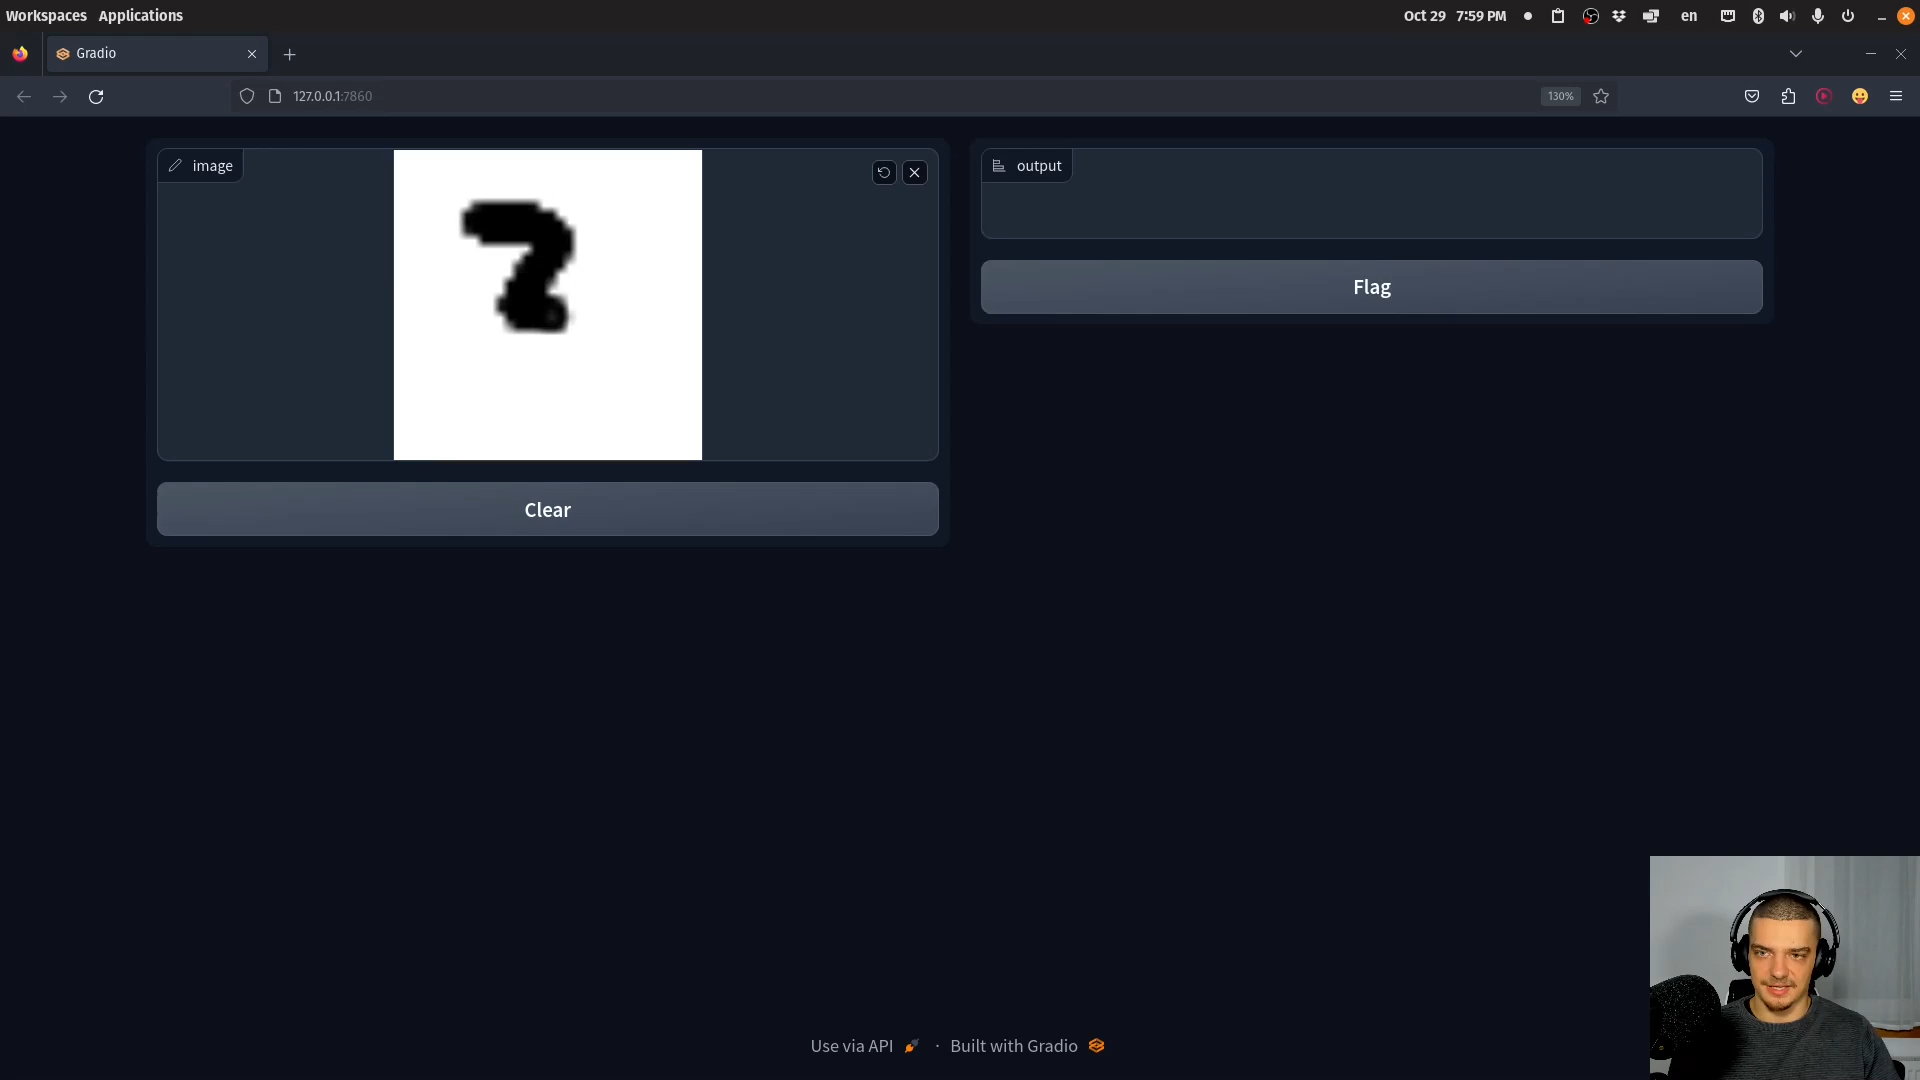 Workspaces Applications
Oct 29 7:59 PM
en
Gradio
127.0.0.1:7860
130%
image
output
Flag
Clear
Use via API · Built with Gradio